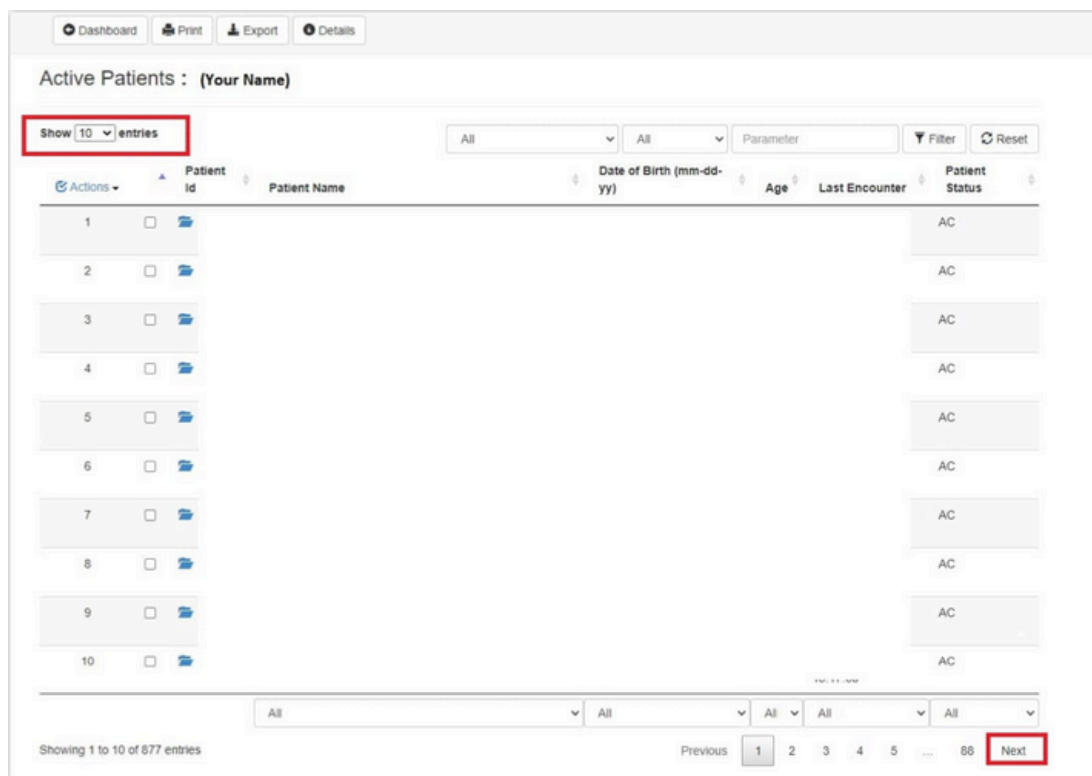 Dashboard Print Export Details
Active Patients : (Your Name)
Show 10 entries All All Parameter Filter Reset
Actions Patient Id Patient Name Date of Birth (mm-dd-yy) Age Last Encounter Patient Status
1 AC
2 AC
3 AC
4 AC
5 AC
6 AC
7 AC
8 AC
9 AC
10 AC
All All All All All
Showing 1 to 10 of 877 entries Previous 1 2 3 4 5 ... 88 Next